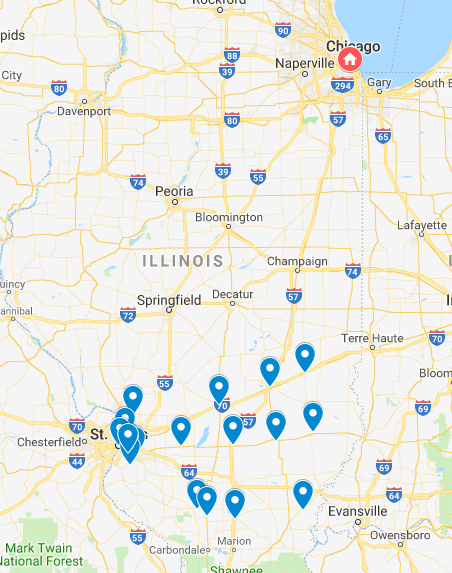 Rockford
90
Chicago
pids
88
Naperville
39
City
80
294
Gary
South B
Davenport
80
57
65
74
39
55
Peoria
Bloomington
Lafayette
ILLINOIS
Champaign
74
uincy
Springfield
Decatur
57
annibal
72
Terre Haute
70
55
Bloom
70
69
57
70
St.
Chesterfield
44
64
69
64
Evansville
55
Carbondale
Marion
Owensboro
Mark Twain
National Forest
Shawnee